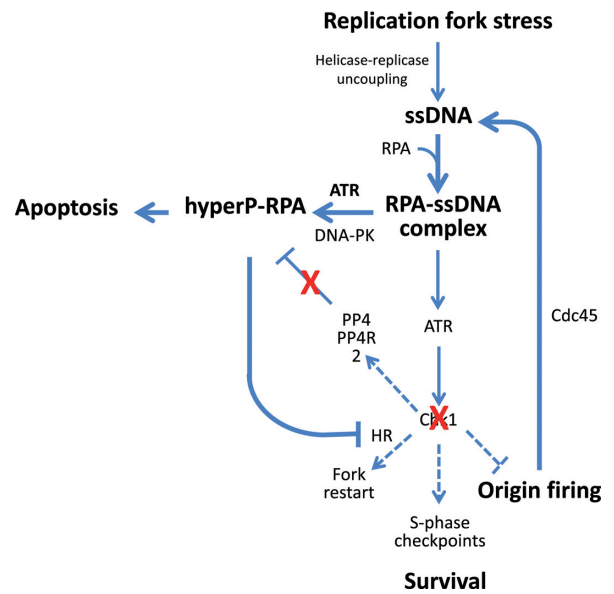 Replication fork stress
Helicase-replicase
uncoupling
ssDNA
RPA
Apoptosis
hyperP-RPA
ATR
DNA-PK
RPA-ssDNA
complex
X
PP4
PP4R
2
ATR
Cdc45
Chk1
X
HR
Fork
restart
Origin firing
S-phase
checkpoints
Survival